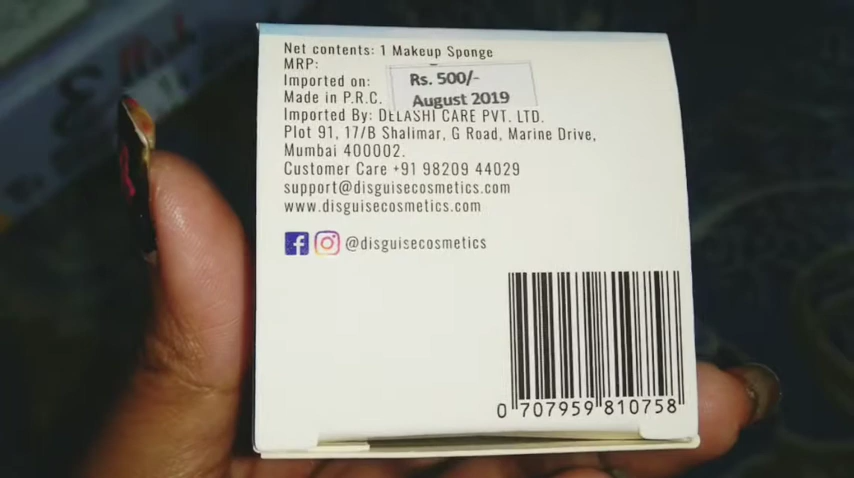 Net contents: 1 Makeup Sponge
MRP: Rs. 500/-
Imported on: August 2019
Made in P.R.C.
Imported By: DELASHI CARE PVT. LTD.
Plot 91, 17/B Shalimar, G Road, Marine Drive,
Mumbai 400002.
Customer Care +91 98209 44029
support@disguisecosmetics.com
www.disguisecosmetics.com
@disguisecosmetics
0 707959 810758